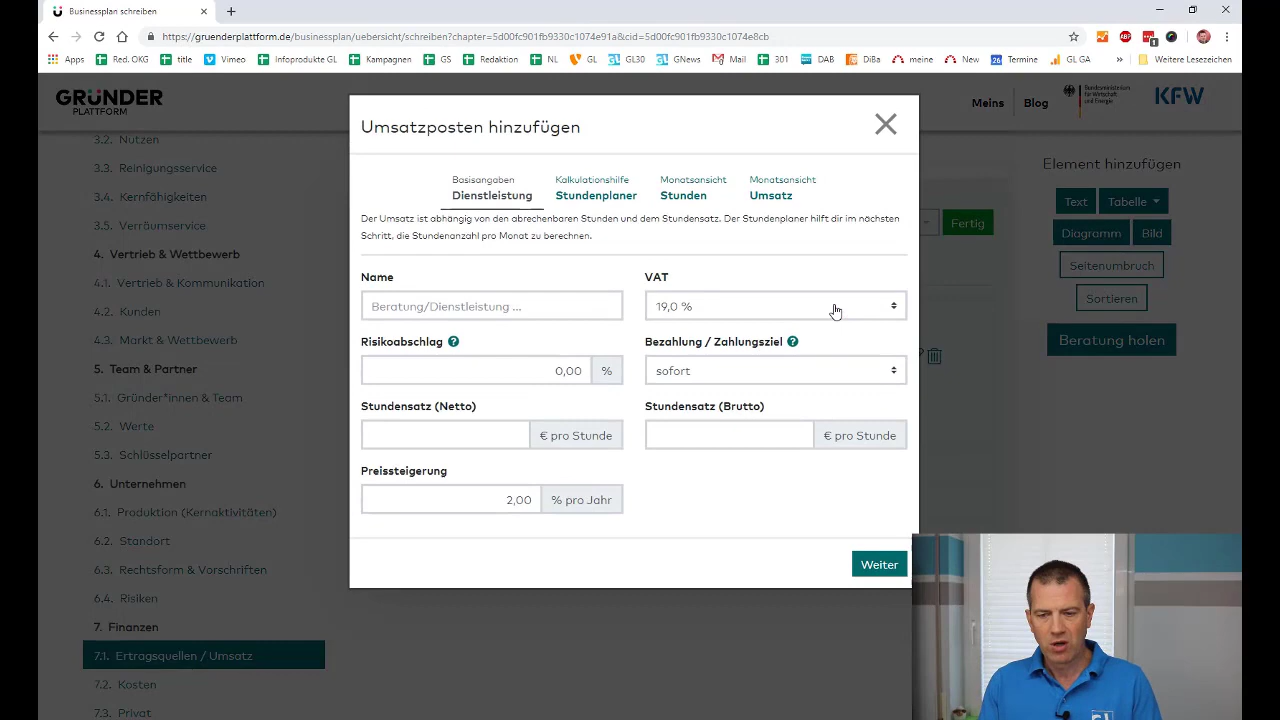 Businessplan schreiben
https://gruenderplattform.de/businessplan/uebersicht/schreiben?chapter=5d00fc901fb9330c1074e91a&cid=5d00fc901fb9330c1074e8cb
Apps Red. OKG title Vimeo Infoprodukte GL Kampagnen GS Redaktion NL GL GL30 GNews Mail 301 DAB DiBa meine New Termine GL GA » Weitere Lesezeichen
GRÜNDER
PLATTFORM
Meins Blog
Bundesministerium
für Wirtschaft
und Energie
KFW
3.2. Nutzen
3.3. Reinigungsservice
3.4. Kernfähigkeiten
3.5. Verräumservice
4. Vertrieb & Wettbewerb
4.1. Vertrieb & Kommunikation
4.2. Kunden
4.3. Markt & Wettbewerb
5. Team & Partner
5.1. Gründer*innen & Team
5.2. Werte
5.3. Schlüsselpartner
6. Unternehmen
6.1. Produktion (Kernaktivitäten)
6.2. Standort
6.3. Rechtsform & Vorschriften
6.4. Risiken
7. Finanzen
7.1. Ertragsquellen / Umsatz
7.2. Kosten
7.3. Privat
Umsatzposten hinzufügen
Basisangaben Kalkulationshilfe Monatsansicht Monatsansicht
Dienstleistung Stundenplaner Stunden Umsatz
Der Umsatz ist abhängig von den abrechenbaren Stunden und dem Stundensatz. Der Stundenplaner hilft dir im nächsten
Schritt, die Stundenanzahl pro Monat zu berechnen.
Name VAT
Beratung/Dienstleistung ... 19,0 %
Risikoabschlag ? Bezahlung / Zahlungsziel ?
0,00 % sofort
Stundensatz (Netto) Stundensatz (Brutto)
€ pro Stunde € pro Stunde
Preissteigerung
2,00 % pro Jahr
Weiter
Element hinzufügen
Fertig
Text Tabelle
Diagramm Bild
Seitenumbruch
Sortieren
Beratung holen